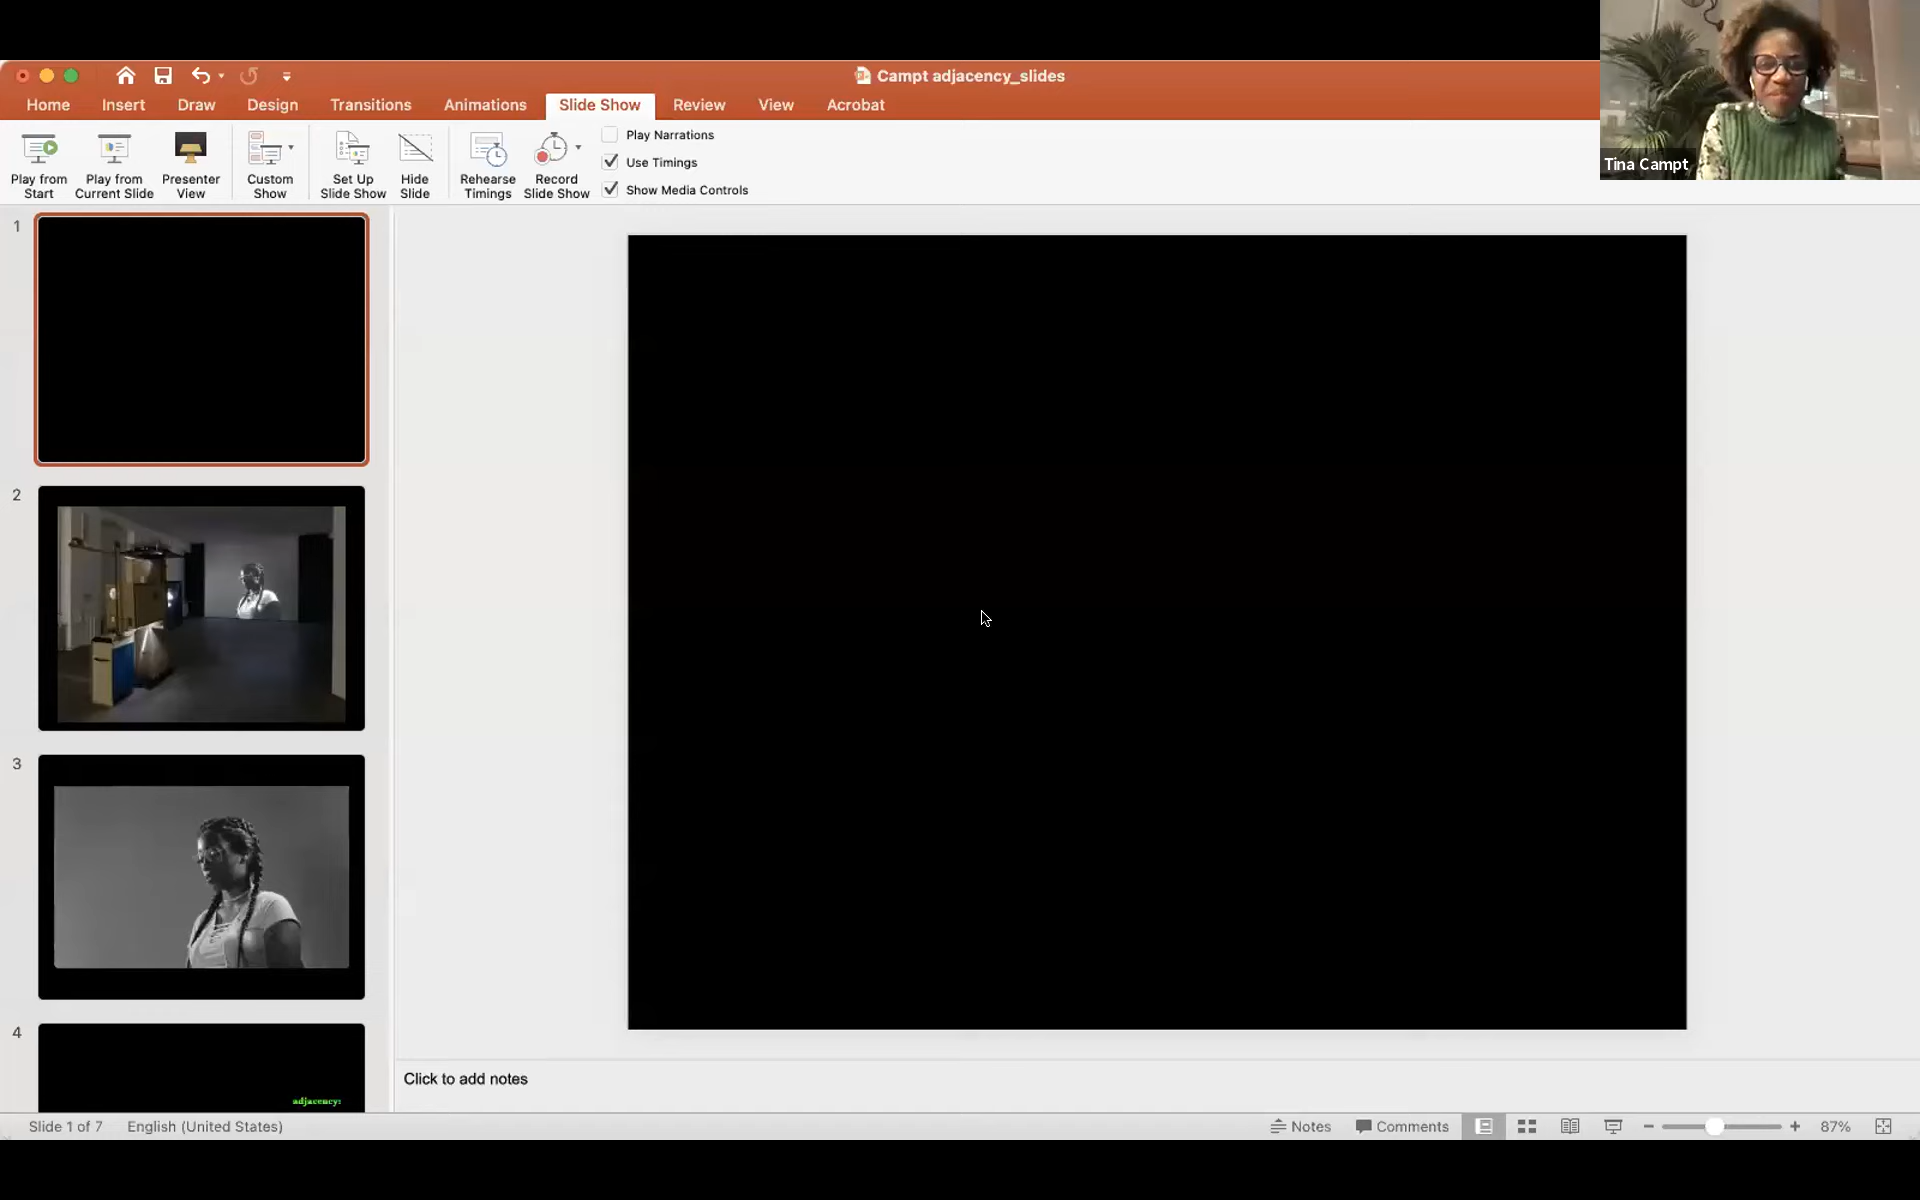 Campt adjacency_slides
Home Insert Draw Design Transitions Animations Slide Show Review View Acrobat
Play from Start
Play from Current Slide
Presenter View
Custom Show
Set Up Slide Show
Hide Slide
Rehearse Timings
Record Slide Show
Play Narrations
Use Timings
Show Media Controls
Tina Campt
1
2
3
4
adjacency:
Click to add notes
Slide 1 of 7 English (United States) Notes Comments 87%